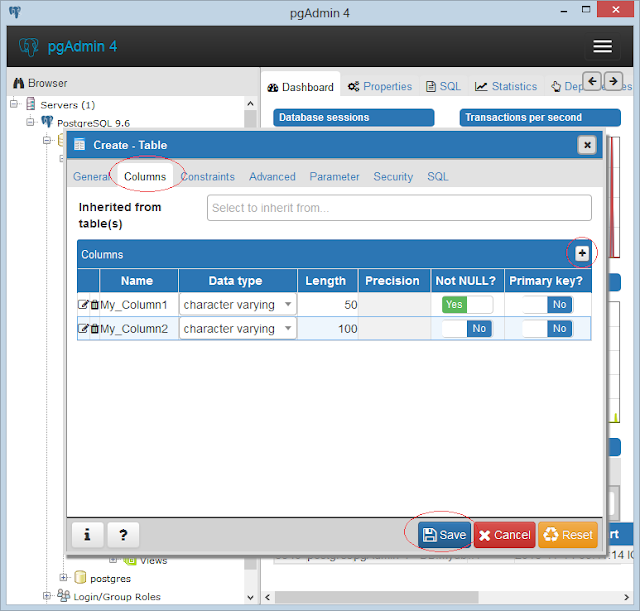 pgAdmin 4
pgAdmin 4
Browser
Dashboard
Properties
SQL
Statistics
Servers (1)
PostgreSQL 9.6
Database sessions
Transactions per second
Create - Table
General
Columns
Constraints
Advanced
Parameter
Security
SQL
Inherited from
table(s)
Select to inherit from...
Columns
Name Data type Length Precision Not NULL? Primary key?
My_Column1 character varying 50 Yes No
My_Column2 character varying 100 No No
i ? Save Cancel Reset
Views
postgres
Login/Group Roles